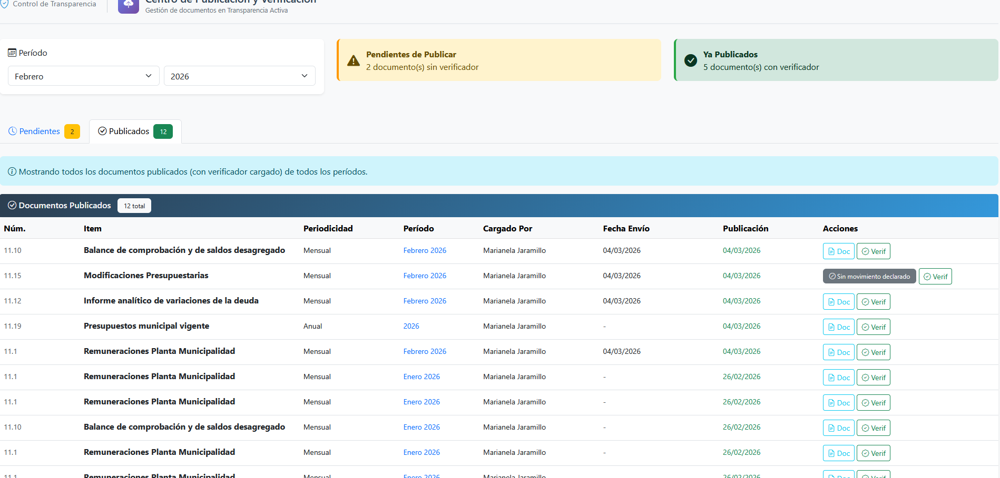 Control de Transparencia
Centro de Publicación y Verificación
Gestión de documentos en Transparencia Activa
Período
Febrero 2026
Pendientes de Publicar
2 documento(s) sin verificador
Ya Publicados
5 documento(s) con verificador
Pendientes 2 Publicados 12
Mostrando todos los documentos publicados (con verificador cargado) de todos los períodos.
Documentos Publicados 12 total
Núm. Item Periodicidad Período Cargado Por Fecha Envío Publicación Acciones
11.10 Balance de comprobación y de saldos desagregado Mensual Febrero 2026 Marianela Jaramillo 04/03/2026 04/03/2026 Doc Verif
11.15 Modificaciones Presupuestarias Mensual Febrero 2026 Marianela Jaramillo 04/03/2026 04/03/2026 Sin movimiento declarado Verif
11.12 Informe analítico de variaciones de la deuda Mensual Febrero 2026 Marianela Jaramillo 04/03/2026 04/03/2026 Doc Verif
11.19 Presupuestos municipal vigente Anual 2026 Marianela Jaramillo - 04/03/2026 Doc Verif
11.1 Remuneraciones Planta Municipalidad Mensual Febrero 2026 Marianela Jaramillo 04/03/2026 04/03/2026 Doc Verif
11.1 Remuneraciones Planta Municipalidad Mensual Enero 2026 Marianela Jaramillo - 26/02/2026 Doc Verif
11.1 Remuneraciones Planta Municipalidad Mensual Enero 2026 Marianela Jaramillo - 26/02/2026 Doc Verif
11.10 Balance de comprobación y de saldos desagregado Mensual Enero 2026 Marianela Jaramillo - 26/02/2026 Doc Verif
11.1 Remuneraciones Planta Municipalidad Mensual Enero 2026 Marianela Jaramillo - 26/02/2026 Doc Verif
11.1 Remuneraciones Planta Municipalidad Mensual Enero 2026 Marianela Jaramillo 26/02/2026 Doc Verif